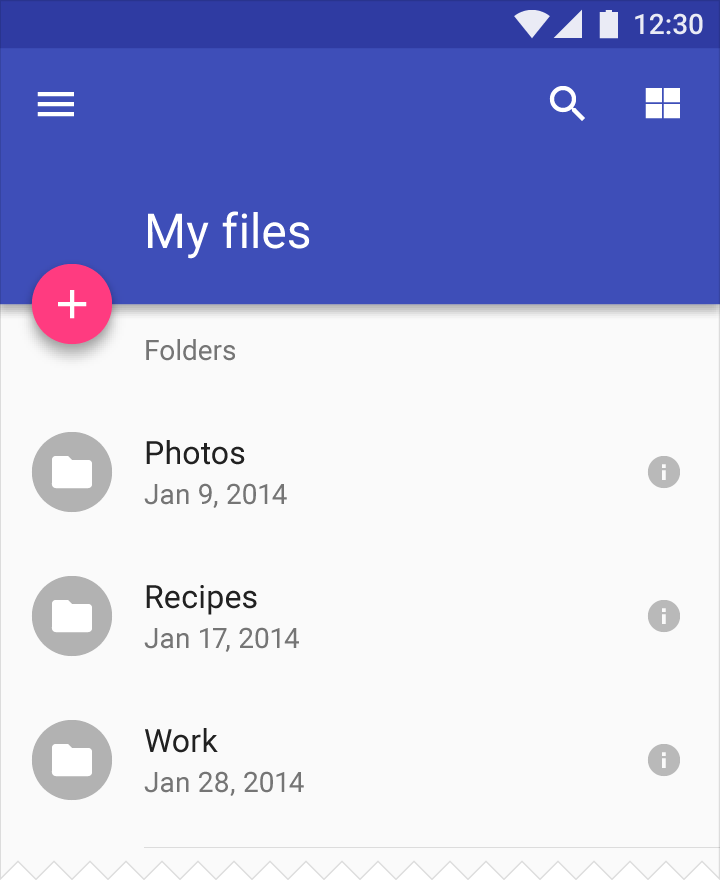 12:30
My files
Folders
Photos
Jan 9, 2014
Recipes
Jan 17, 2014
Work
Jan 28, 2014